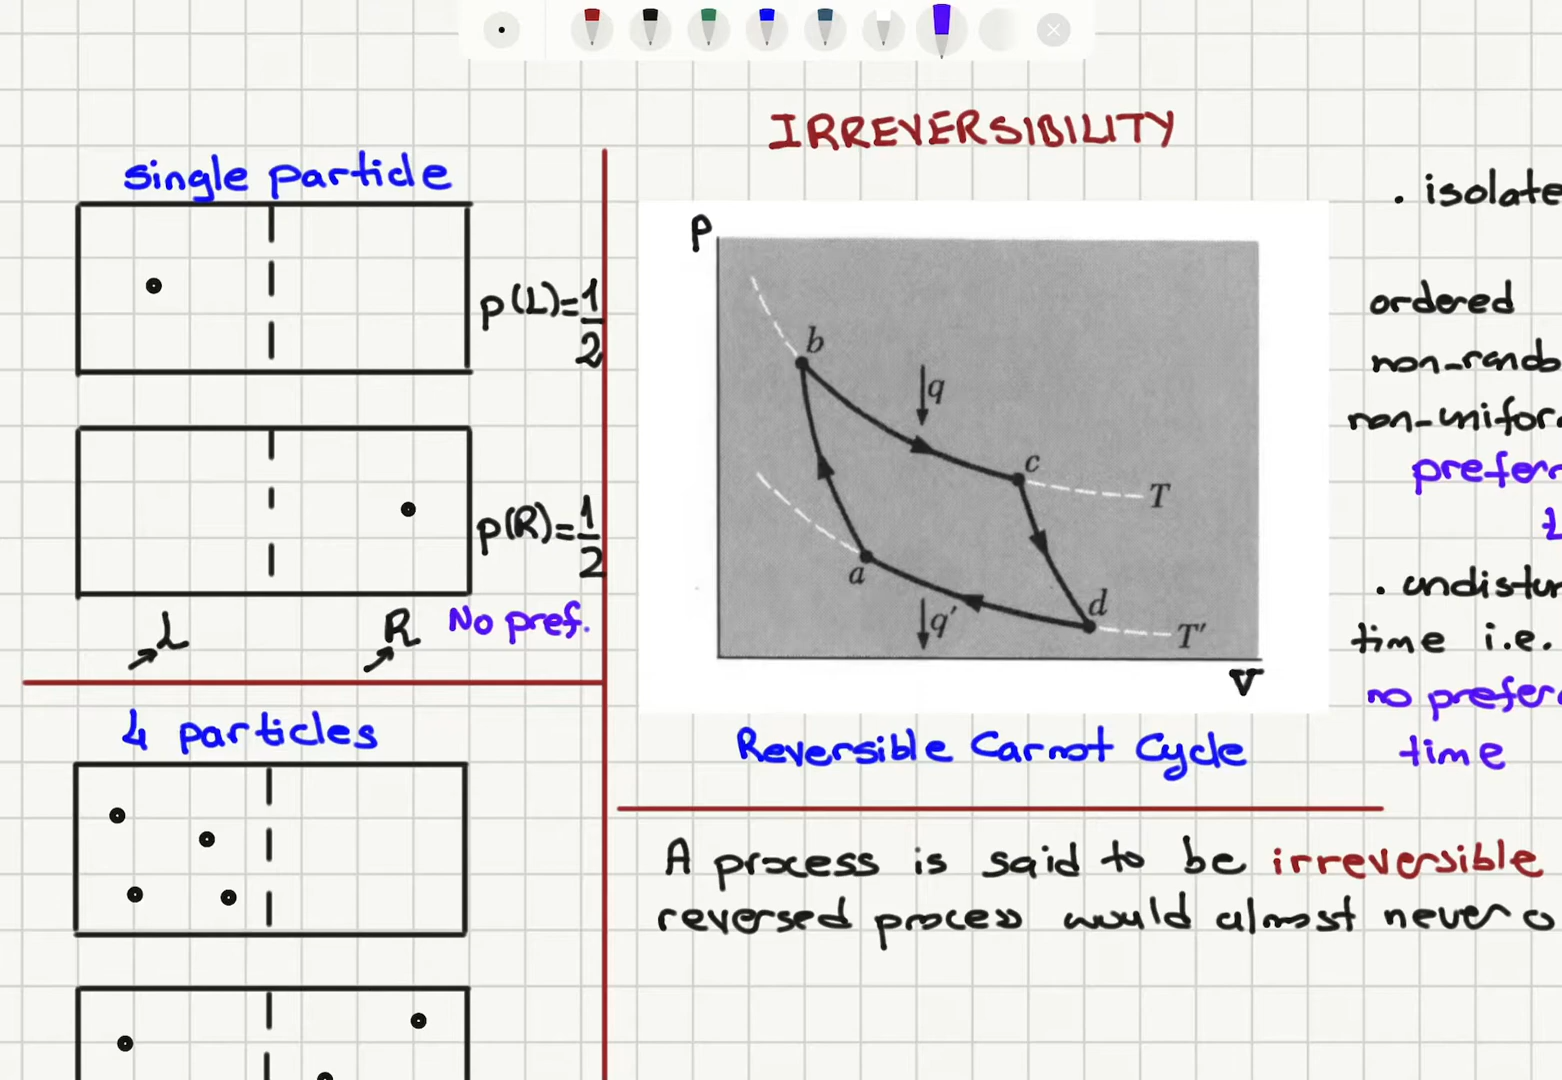 IRREVERSIBILITY
single particle
p(L)=1/2
p(R)=1/2
L
R
No pref.
4 particles
P
b
q
c
T
a
q'
d
T'
V
Reversible Carnot Cycle
A process is said to be irreversible
reversed process would almost never o
. isolate
ordered
non-rando
non-unifor
prefer
t
. undistur
time i.e.
no prefer
time